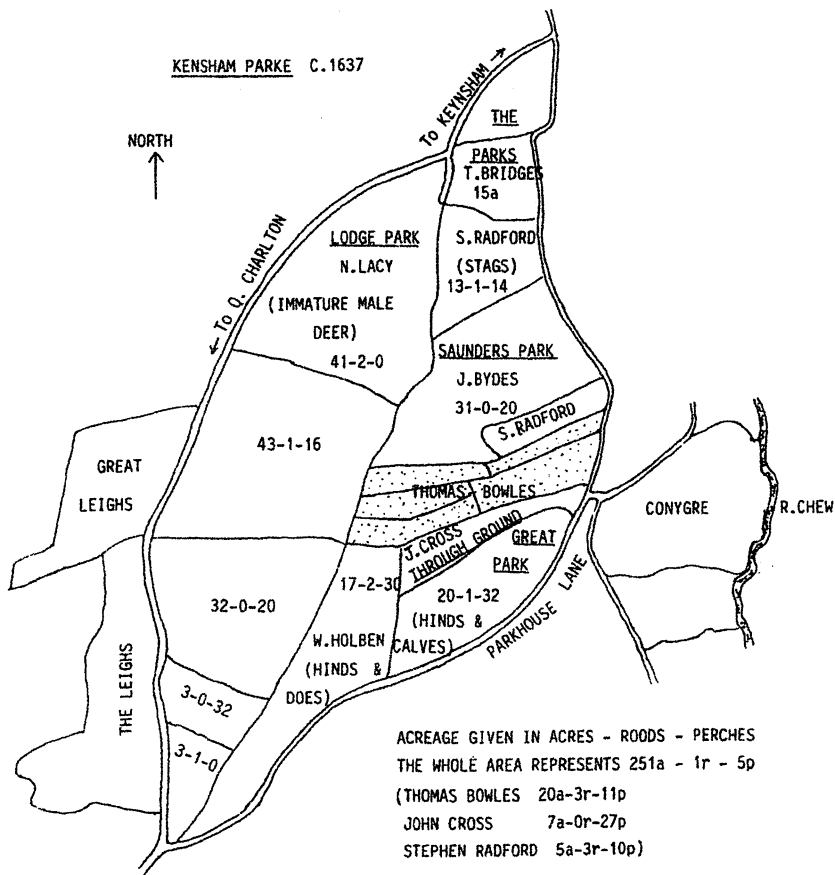 KENSHAM PARKE C.1637
NORTH
To KEYNSHAM
THE
PARKS
T.BRIDGES
15a
To Q. CHARLTON
LODGE PARK
N.LACY
(IMMATURE MALE
DEER)
41-2-0
S.RADFORD
(STAGS)
13-1-14
SAUNDERS PARK
J.BYDES
31-0-20
S.RADFORD
43-1-16
GREAT
LEIGHS
THOMAS BOWLES
CONYGRE
R.CHEW
J.CROSS
THROUGH GROUND
GREAT
PARK
20-1-32
(HINDS &
CALVES)
PARKHOUSE LANE
17-2-30
W.HOLBEN
(HINDS &
DOES)
32-0-20
3-0-32
3-1-0
THE LEIGHS
ACREAGE GIVEN IN ACRES - ROODS - PERCHES
THE WHOLE AREA REPRESENTS 251a - 1r - 5p
(THOMAS BOWLES 20a-3r-11p
JOHN CROSS 7a-0r-27p
STEPHEN RADFORD 5a-3r-10p)